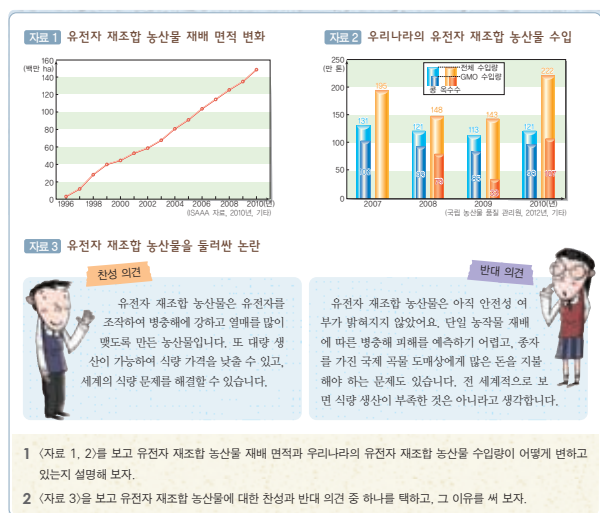 자료 1 유전자 재조합 농산물 재배 면적 변화
160
(백만 ha)
140
120
100
80
60
40
20
0
1996 1998 2000 2002 2004 2006 2008 2010(년)
(ISAAA 자료, 2010년, 기타)
자료 2 우리나라의 유전자 재조합 농산물 수입
250
(만 톤)
200
150
100
50
0
전체 수입량
GMO 수입량
콩 옥수수
131
195
121
148
113
143
121
222
2007 2008 2009 2010(년)
(국립 농산물 품질 관리원, 2012년, 기타)
자료 3 유전자 재조합 농산물을 둘러싼 논란
찬성 의견
유전자 재조합 농산물은 유전자를
조작하여 병충해에 강하고 열매를 많이
맺도록 만든 농산물입니다. 또 대량 생
산이 가능하여 식량 가격을 낮출 수 있고,
세계의 식량 문제를 해결할 수 있습니다.
반대 의견
유전자 재조합 농산물은 아직 안전성 여
부가 밝혀지지 않았어요. 단일 농작물 재배
에 따른 병충해 피해를 예측하기 어렵고, 종자
를 가진 국제 곡물 도매상에게 많은 돈을 지불
해야 하는 문제도 있습니다. 전 세계적으로 보
면 식량 생산이 부족한 것은 아니라고 생각합니다.
1 〈자료 1, 2〉를 보고 유전자 재조합 농산물 재배 면적과 우리나라의 유전자 재조합 농산물 수입량이 어떻게 변하고
있는지 설명해 보자.
2 〈자료 3〉을 보고 유전자 재조합 농산물에 대한 찬성과 반대 의견 중 하나를 택하고, 그 이유를 써 보자.